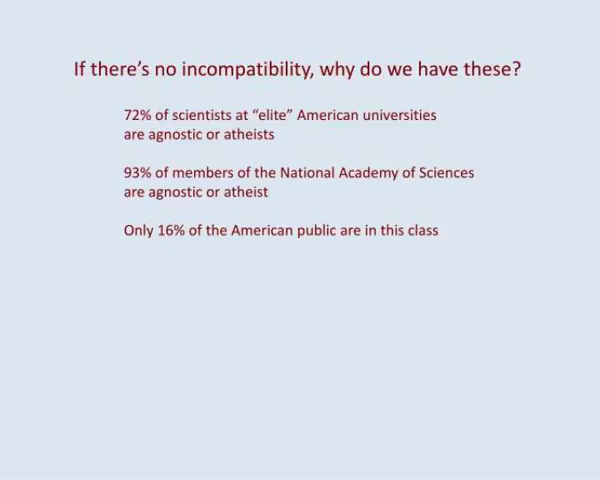 If there’s no incompatibility, why do we have these?
72% of scientists at “elite” American universities
are agnostic or atheists
93% of members of the National Academy of Sciences
are agnostic or atheist
Only 16% of the American public are in this class